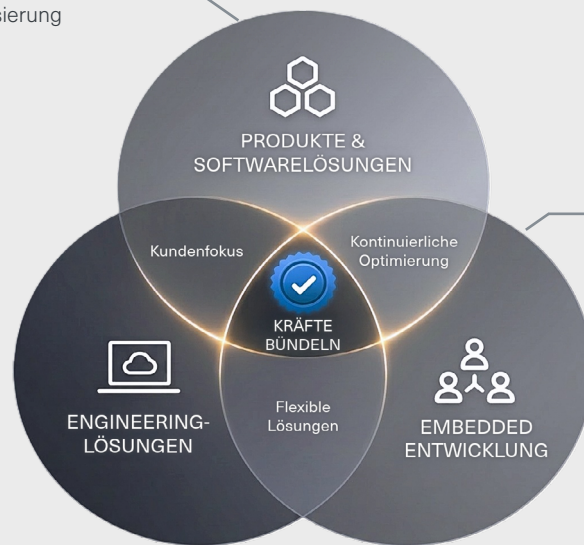 sierung
PRODUKTE &
SOFTWARELÖSUNGEN
Kundenfokus
Kontinuierliche
Optimierung
KRÄFTE
BÜNDELN
ENGINEERING-
LÖSUNGEN
Flexible
Lösungen
EMBEDDED
ENTWICKLUNG